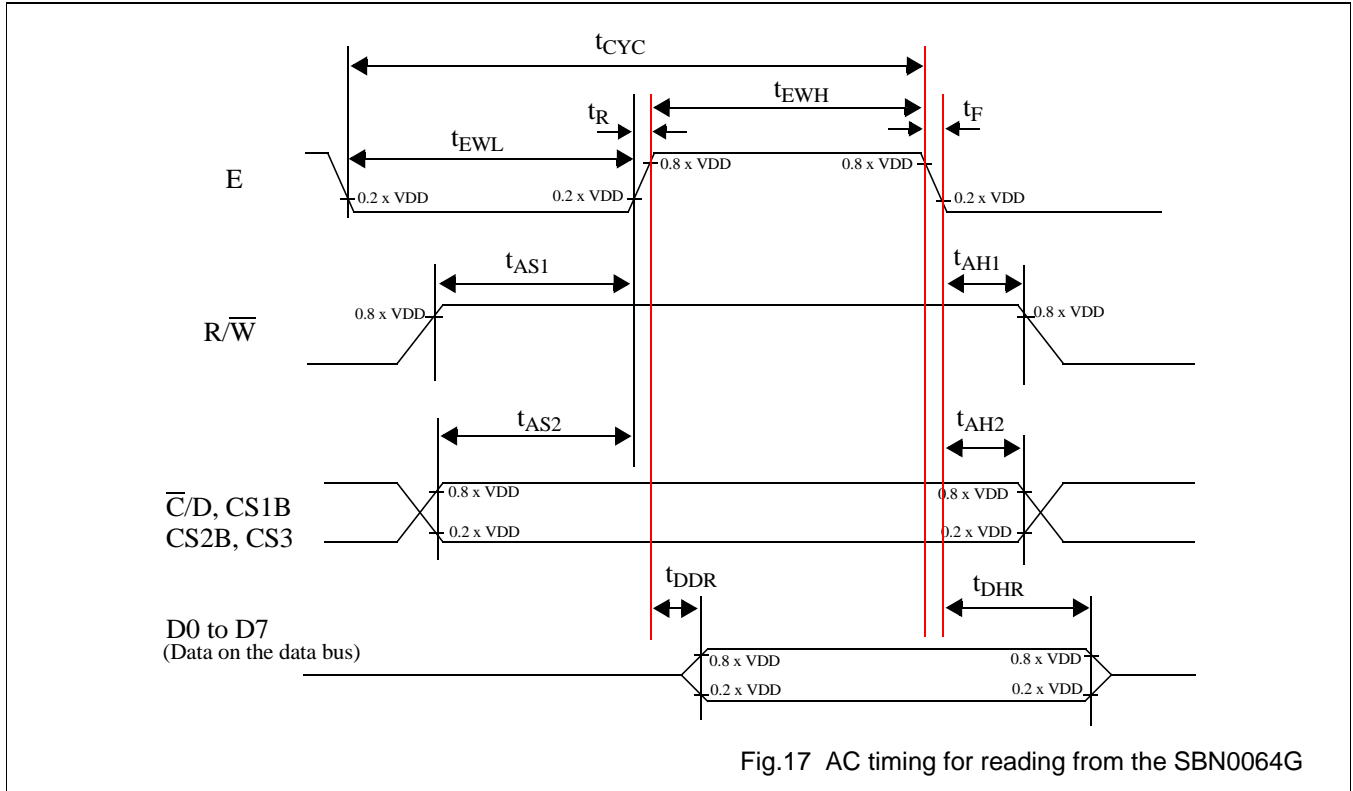 tCYC
tEWH
tR
tF
tEWL
0.8 x VDD
0.8 x VDD
E
0.2 x VDD
0.2 x VDD
0.2 x VDD
tAS1
tAH1
0.8 x VDD
0.8 x VDD
R/W̅
tAS2
tAH2
C̅/D, CS1B
CS2B, CS3
0.8 x VDD
0.8 x VDD
0.2 x VDD
0.2 x VDD
tDDR
tDHR
D0 to D7
(Data on the data bus)
0.8 x VDD
0.8 x VDD
0.2 x VDD
0.2 x VDD
Fig.17 AC timing for reading from the SBN0064G